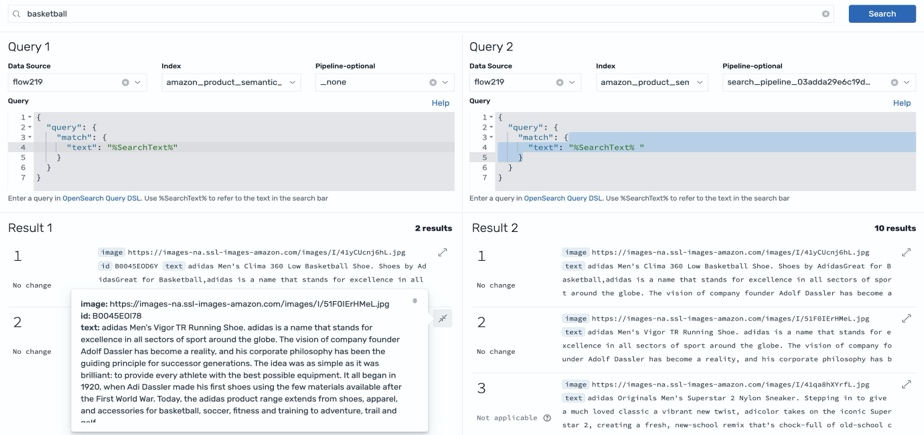 basketball
Search
Query 1
Data Source
Index
Pipeline-optional
flow219
amazon_product_semantic_
_none
Query
Help
1 {
2 "query": {
3 "match": {
4 "text": "%SearchText%"
5 }
6 }
7 }
Enter a query in OpenSearch Query DSL. Use %SearchText% to refer to the text in the search bar
Query 2
Data Source
Index
Pipeline-optional
flow219
amazon_product_sen
search_pipeline_03adda29e6c19d...
Query
Help
1 {
2 "query": {
3 "match": {
4 "text": "%SearchText% "
5 }
6 }
7 }
Enter a query in OpenSearch Query DSL. Use %SearchText% to refer to the text in the search bar
Result 1
2 results
1
No change
image https://images-na.ssl-images-amazon.com/images/I/41yCUcnj6hL.jpg
id B0045EOD6Y text adidas Men's Clima 360 Low Basketball Shoe. Shoes by Ad
idasGreat for Basketball,adidas is a name that stands for excellence in all
2
No change
image: https://images-na.ssl-images-amazon.com/images/I/51F0IErHMeL.jpg
id: B0045EOI78
text: adidas Men's Vigor TR Running Shoe. adidas is a name that stands for
excellence in all sectors of sport around the globe. The vision of company founder
Adolf Dassler has become a reality, and his corporate philosophy has been the
guiding principle for successor generations. The idea was as simple as it was
brilliant: to provide every athlete with the best possible equipment. It all began in
1920, when Adi Dassler made his first shoes using the few materials available after
the First World War. Today, the adidas product range extends from shoes, apparel,
and accessories for basketball, soccer, fitness and training to adventure, trail and
golf
Result 2
10 results
1
No change
image https://images-na.ssl-images-amazon.com/images/I/41yCUcnj6hL.jpg
text adidas Men's Clima 360 Low Basketball Shoe. Shoes by AdidasGreat for B
asketball,adidas is a name that stands for excellence in all sectors of spor
t around the globe. The vision of company founder Adolf Dassler has become a
2
No change
image https://images-na.ssl-images-amazon.com/images/I/51F0IErHMeL.jpg
text adidas Men's Vigor TR Running Shoe. adidas is a name that stands for e
xcellence in all sectors of sport around the globe. The vision of company fo
under Adolf Dassler has become a reality, and his corporate philosophy has b
3
Not applicable
image https://images-na.ssl-images-amazon.com/images/I/41qa8hXYrfL.jpg
text adidas Originals Men's Superstar 2 Nylon Sneaker. Stepping in to give
a much loved classic a vibrant new twist, adicolor takes on the iconic Super
star 2, creating a fresh, new-school remix that's chock-full of old-school c